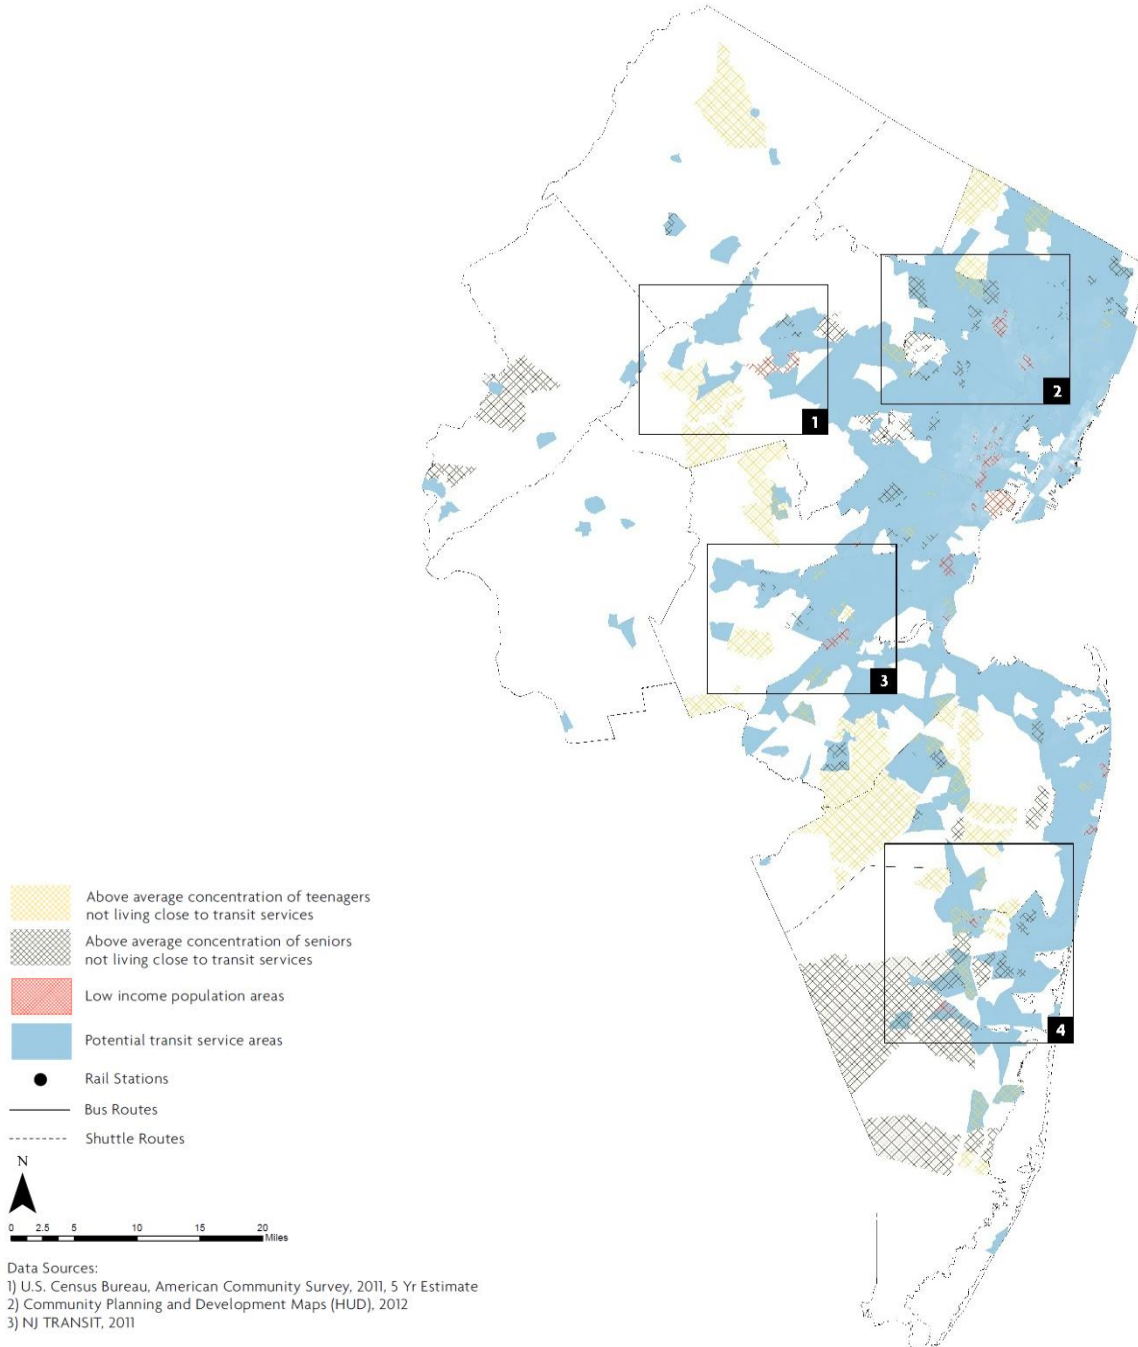 1
2
3
4
Above average concentration of teenagers
not living close to transit services
Above average concentration of seniors
not living close to transit services
Low income population areas
Potential transit service areas
Rail Stations
Bus Routes
Shuttle Routes
N
0 2.5 5 10 15 20
Miles
Data Sources:
1) U.S. Census Bureau, American Community Survey, 2011, 5 Yr Estimate
2) Community Planning and Development Maps (HUD), 2012
3) NJ TRANSIT, 2011